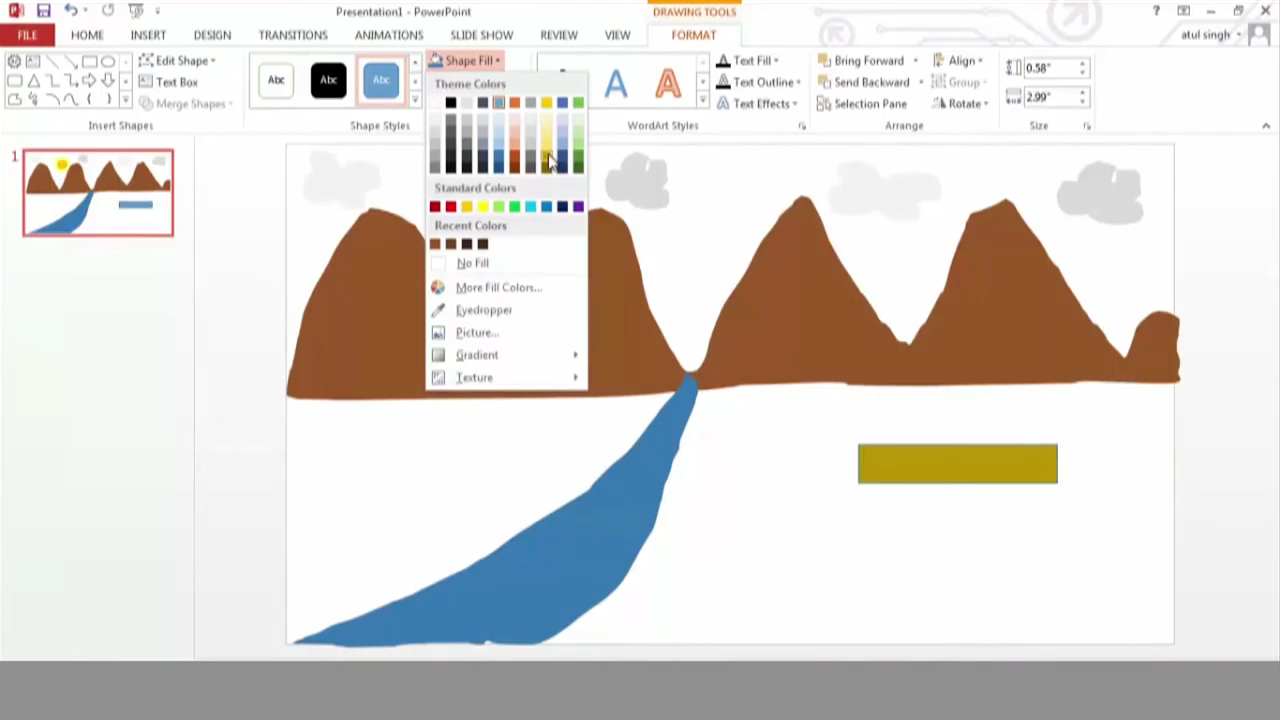 Presentation1 - PowerPoint
DRAWING TOOLS
?
FILE
HOME
INSERT
DESIGN
TRANSITIONS
ANIMATIONS
SLIDE SHOW
REVIEW
VIEW
FORMAT
atul singh
Edit Shape
Text Box
Merge Shapes
Insert Shapes
Abc
Abc
Abc
Shape Styles
Shape Fill
Theme Colors
Standard Colors
Recent Colors
No Fill
More Fill Colors...
Eyedropper
Picture...
Gradient
Texture
A
A
Text Fill
Text Outline
Text Effects
WordArt Styles
Bring Forward
Send Backward
Selection Pane
Align
Group
Rotate
Arrange
0.58"
2.99"
Size
1